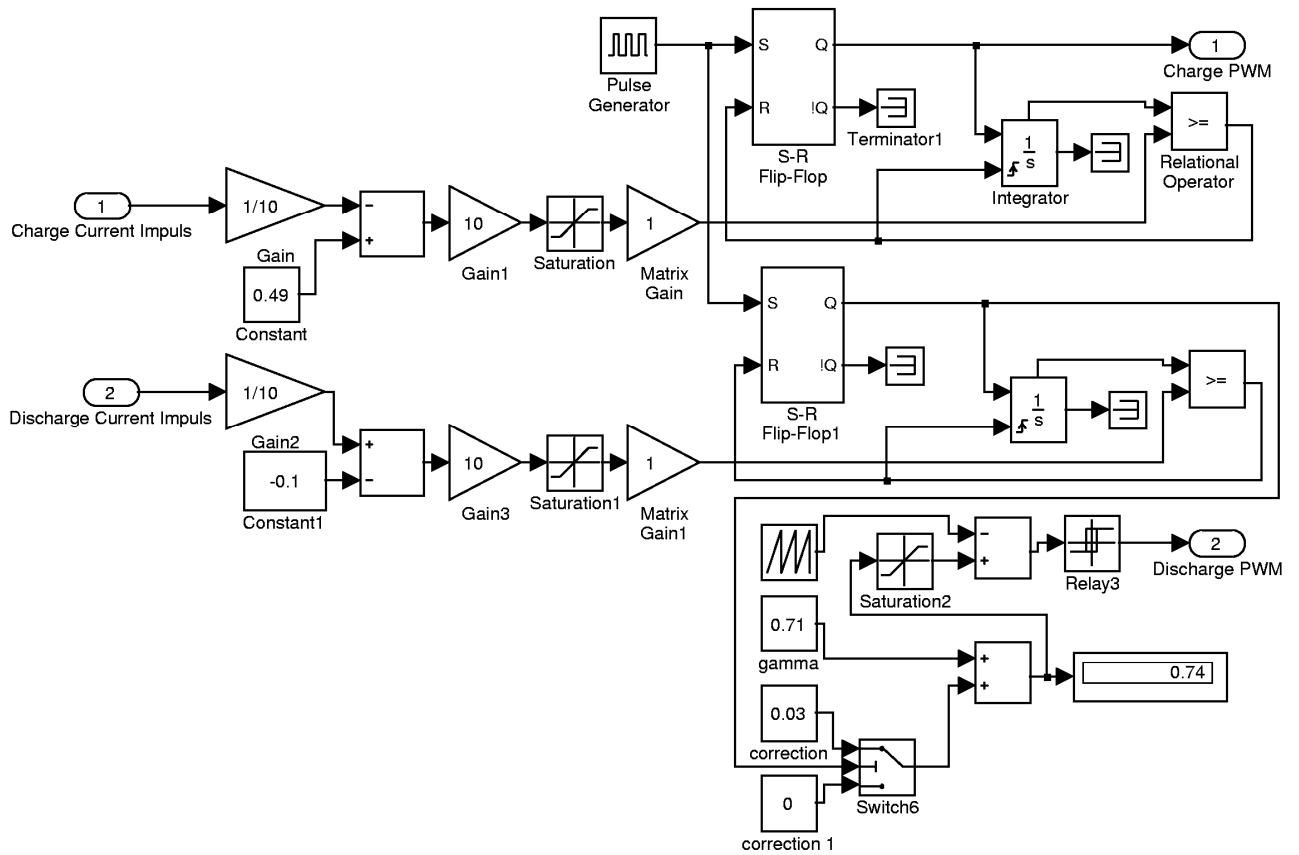 S
Q
1
Charge PWM
Pulse
Generator
R
!Q
Terminator1
S-R
Flip-Flop
1
s
Integrator
>=
Relational
Operator
1
Charge Current Impuls
1/10
Gain
−
+
10
Gain1
Saturation
1
Matrix
Gain
0.49
Constant
S
Q
R
!Q
S-R
Flip-Flop1
1
s
>=
2
Discharge Current Impuls
1/10
Gain2
+
−
-0.1
Constant1
10
Gain3
Saturation1
1
Matrix
Gain1
−
+
Saturation2
Relay3
2
Discharge PWM
0.71
gamma
+
+
0.74
0.03
correction
Switch6
0
correction 1